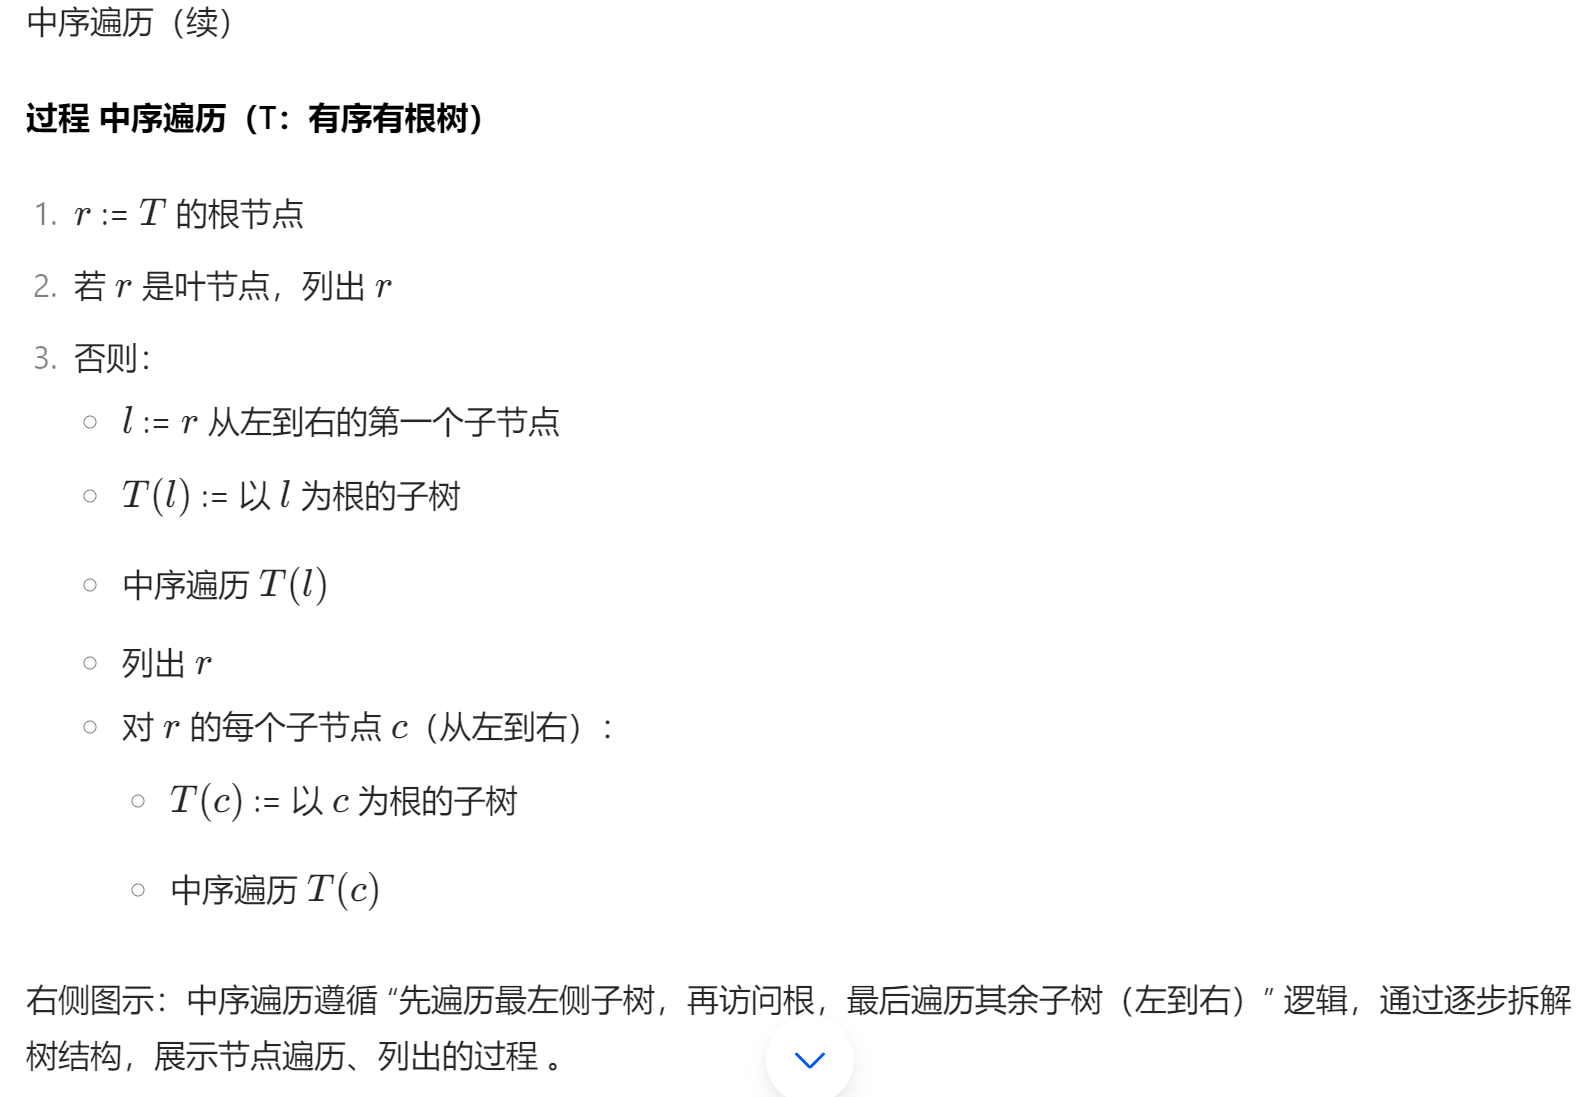 中序遍历（续）
过程 中序遍历（T：有序有根树）
1. r := T 的根节点
2. 若 r 是叶节点，列出 r
3. 否则：
○ l := r 从左到右的第一个子节点
○ T(l) := 以 l 为根的子树
○ 中序遍历 T(l)
○ 列出 r
○ 对 r 的每个子节点 c（从左到右）：
○ T(c) := 以 c 为根的子树
○ 中序遍历 T(c)
右侧图示：中序遍历遵循 “先遍历最左侧子树，再访问根，最后遍历其余子树（左到右）” 逻辑，通过逐步拆解
树结构，展示节点遍历、列出的过程 。